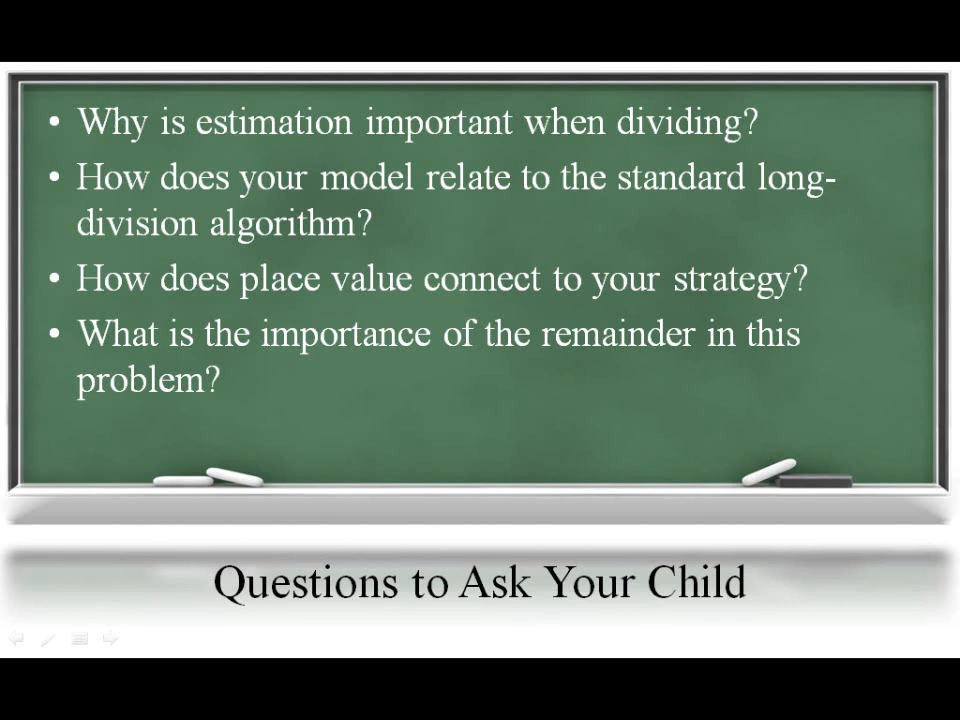 • Why is estimation important when dividing?
• How does your model relate to the standard long-
division algorithm?
• How does place value connect to your strategy?
• What is the importance of the remainder in this
problem?
Questions to Ask Your Child